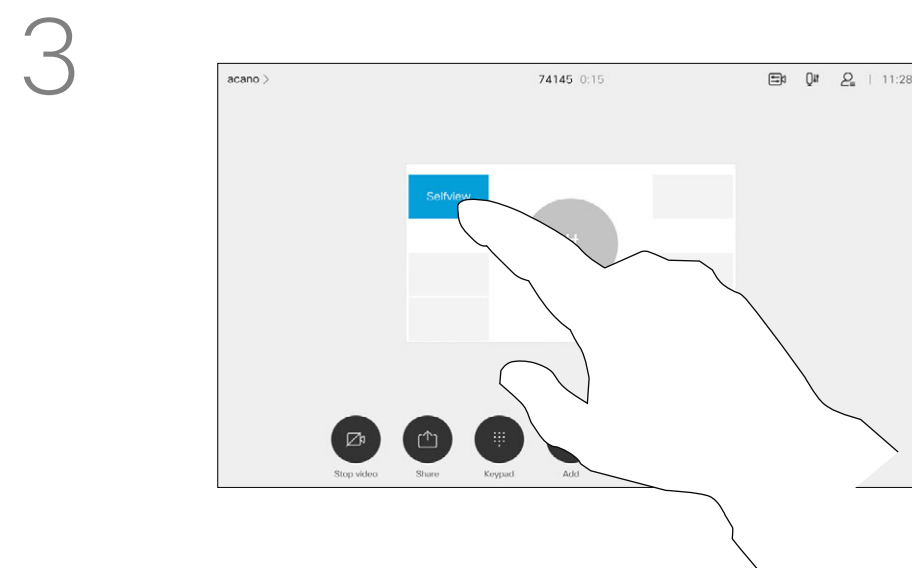 3
acano >
74145 0:15
11:28
Selfview
Stop video
Share
Keypad
Add